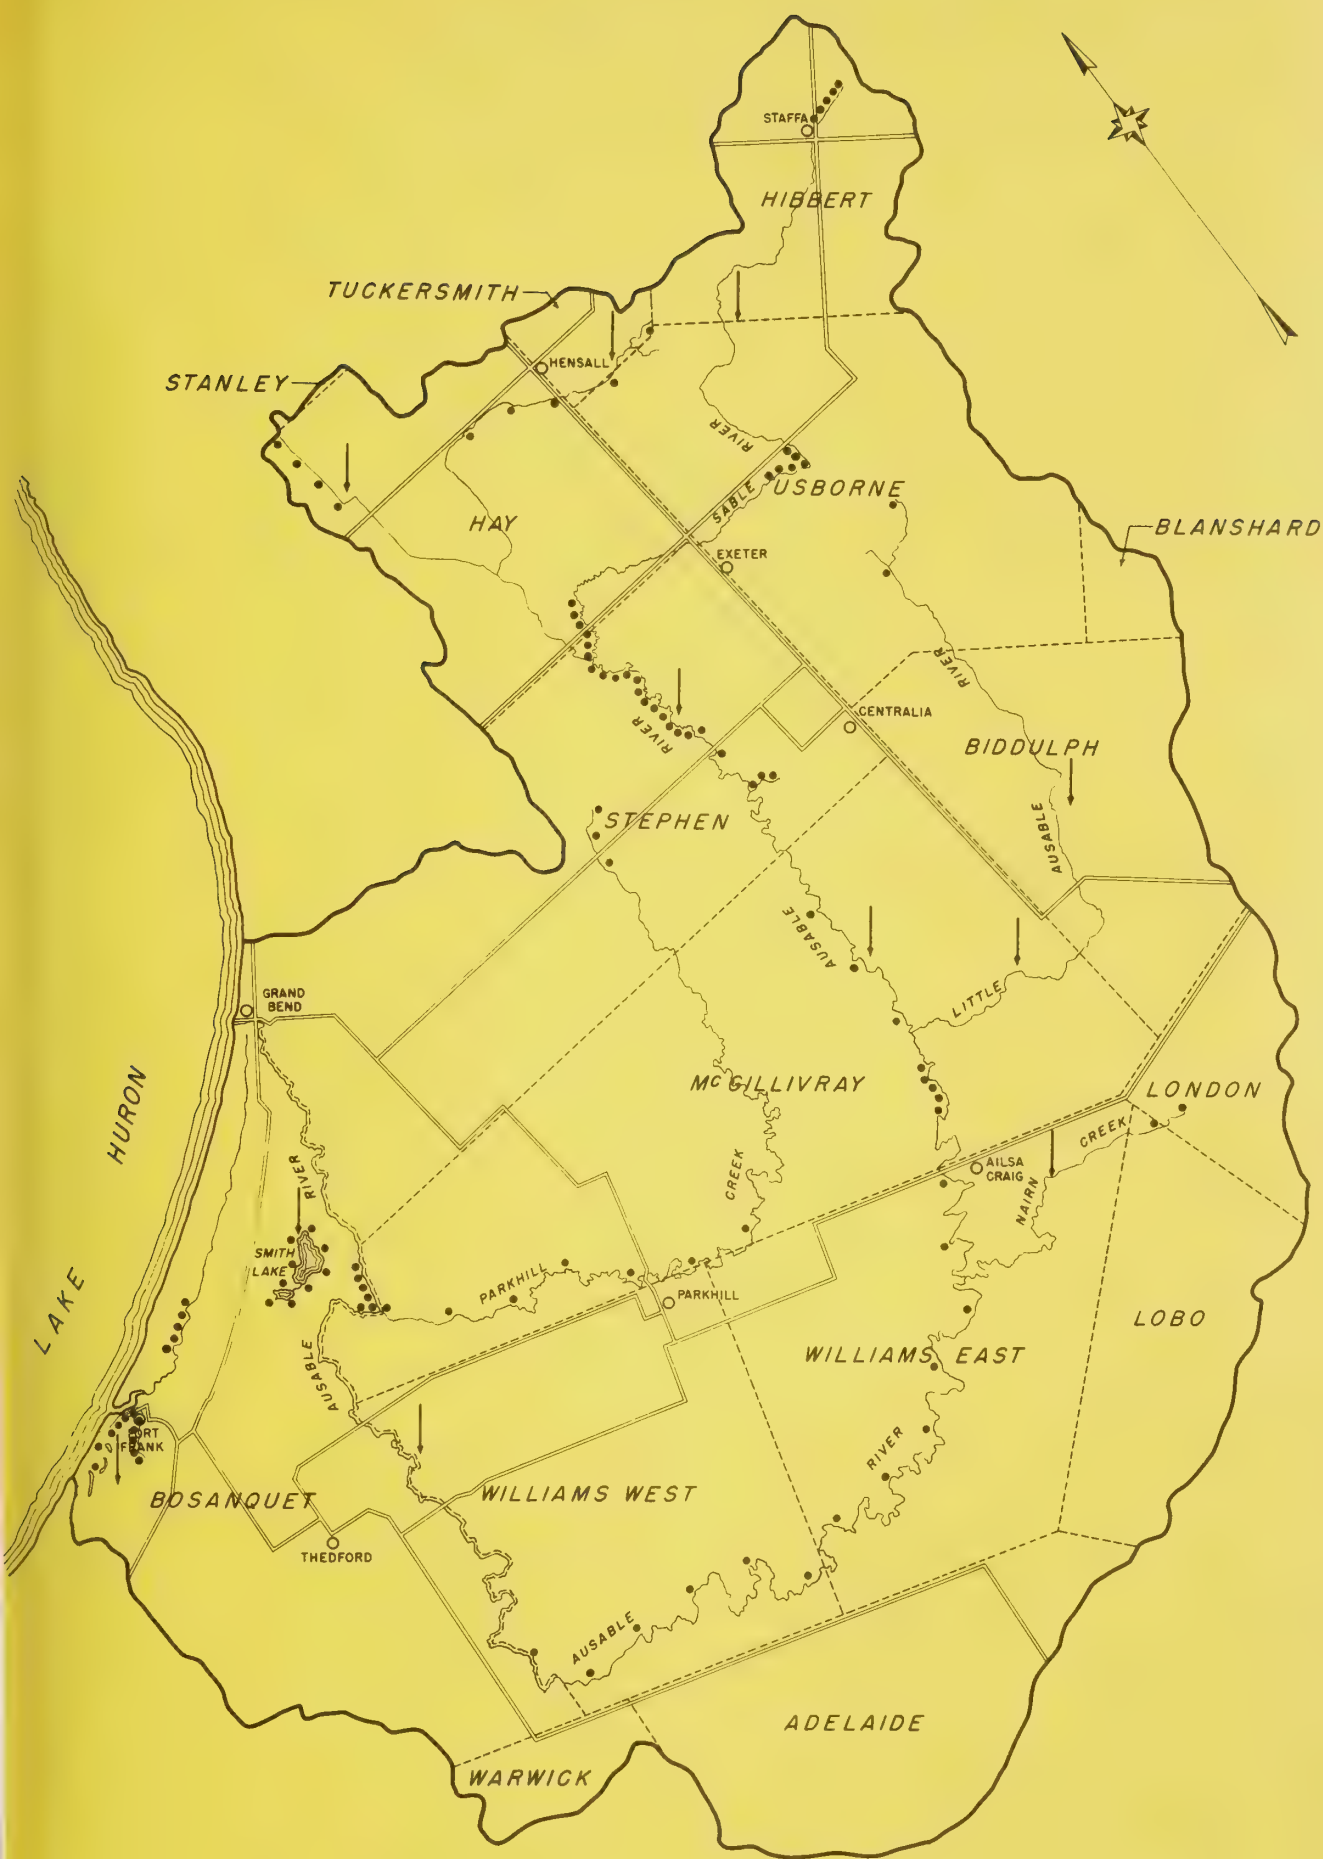 STAFFA
HIBBERT
TUCKERSMITH
HENSALL
STANLEY
RIVER
SABLE
USBORNE
HAY
BLANSHARD
EXETER
RIVER
RIVER
CENTRALIA
BIDDULPH
STEPHEN
AUSABLE
AUSABLE
GRAND
BEND
LITTLE
HURON
MCGILLIVRAY
LONDON
CREEK
AILSA
CRAIG
CREEK
NAIRN
RIVER
SMITH
LAKE
PARKHILL
PARKHILL
LAKE
LOBO
AUSABLE
WILLIAMS EAST
PORT
FRANK
RIVER
BOSANQUET
WILLIAMS WEST
THEDFORD
AUSABLE
ADELAIDE
WARWICK